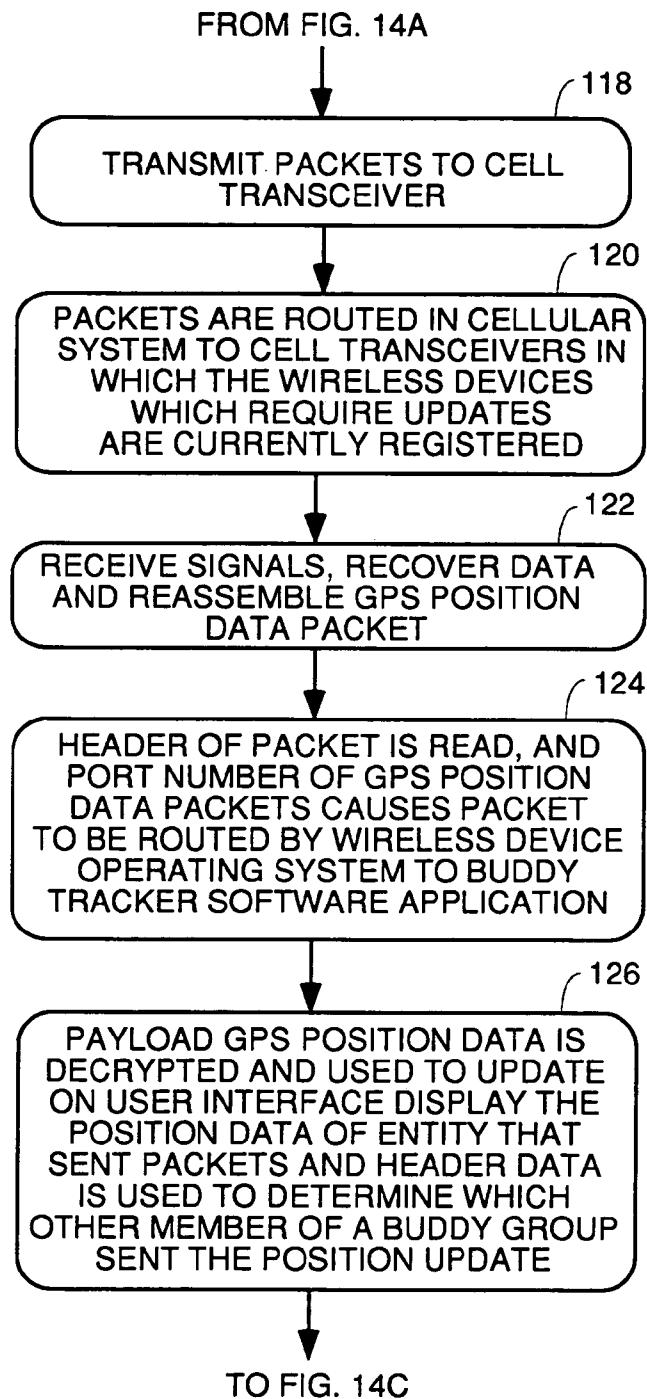 FROM FIG. 14A
118
TRANSMIT PACKETS TO CELL
TRANSCEIVER
120
PACKETS ARE ROUTED IN CELLULAR
SYSTEM TO CELL TRANSCEIVERS IN
WHICH THE WIRELESS DEVICES
WHICH REQUIRE UPDATES
ARE CURRENTLY REGISTERED
122
RECEIVE SIGNALS, RECOVER DATA
AND REASSEMBLE GPS POSITION
DATA PACKET
124
HEADER OF PACKET IS READ, AND
PORT NUMBER OF GPS POSITION
DATA PACKETS CAUSES PACKET
TO BE ROUTED BY WIRELESS DEVICE
OPERATING SYSTEM TO BUDDY
TRACKER SOFTWARE APPLICATION
126
PAYLOAD GPS POSITION DATA IS
DECRYPTED AND USED TO UPDATE
ON USER INTERFACE DISPLAY THE
POSITION DATA OF ENTITY THAT
SENT PACKETS AND HEADER DATA
IS USED TO DETERMINE WHICH
OTHER MEMBER OF A BUDDY GROUP
SENT THE POSITION UPDATE
TO FIG. 14C